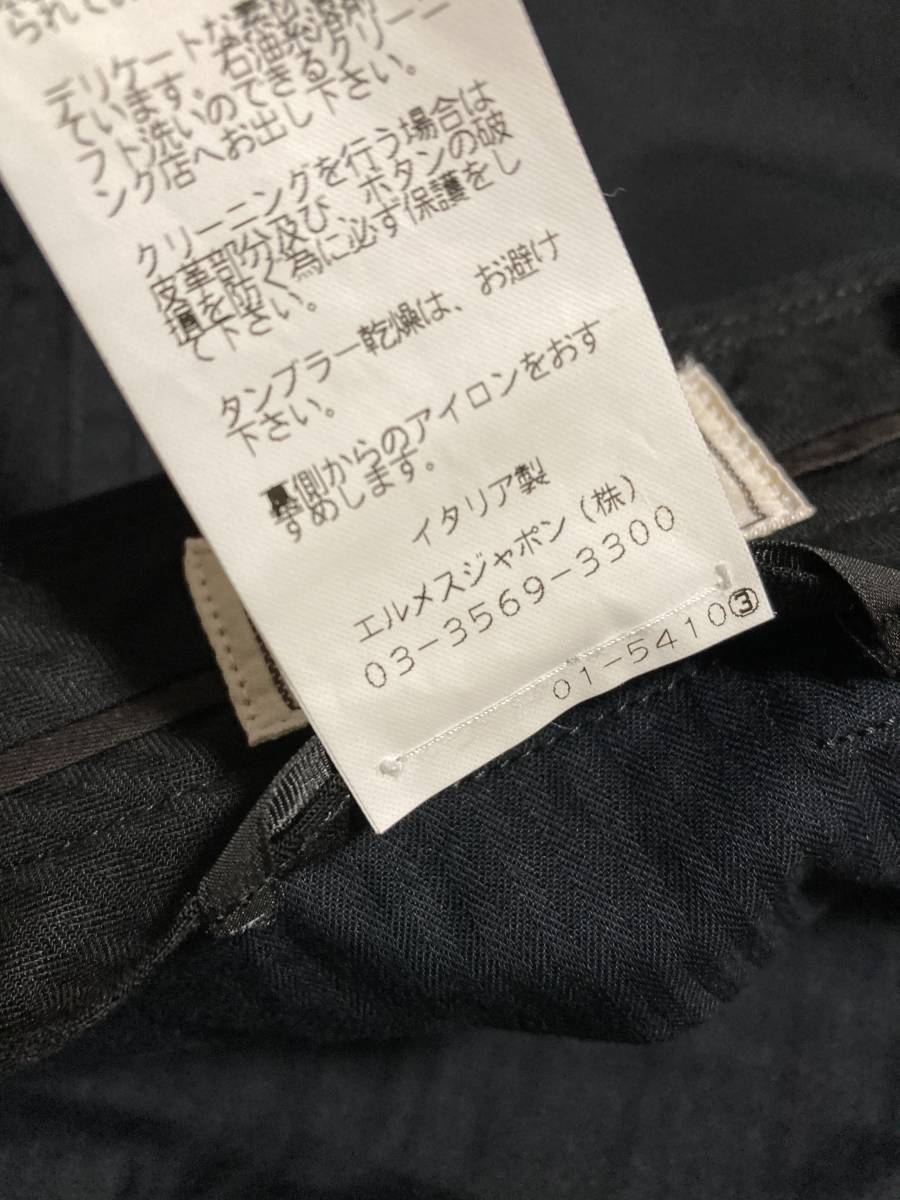 られてい
デリケートな素
ています。石油系溶剤
フト洗いのできるクリーニ
ング店へお出し下さい。
クリーニングを行う場合は
皮革部分及び、ボタンの破
損を防ぐ為に必ず保護をし
て下さい。
タンブラー乾燥は、お避け
下さい。
裏側からのアイロンをおす
すめします。
イタリア製
エルメスジャポン(株)
03-3569-3300
01-5410③